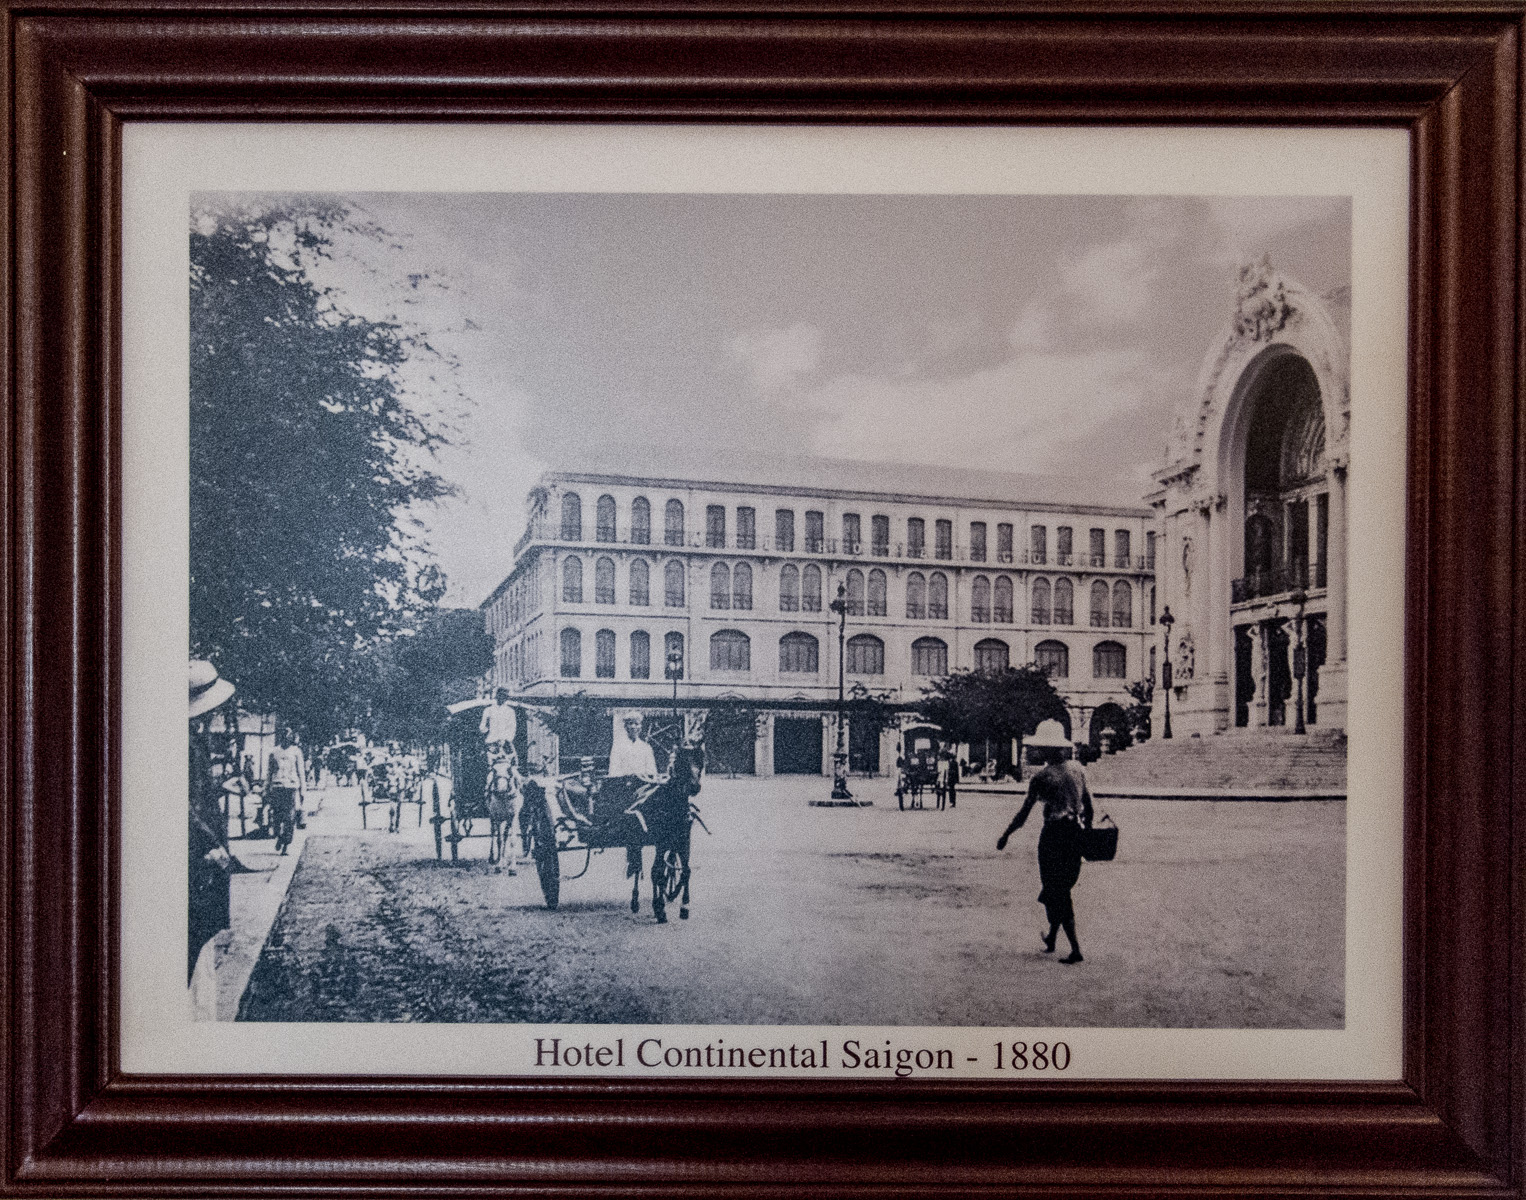 Hotel Continental Saigon - 1880